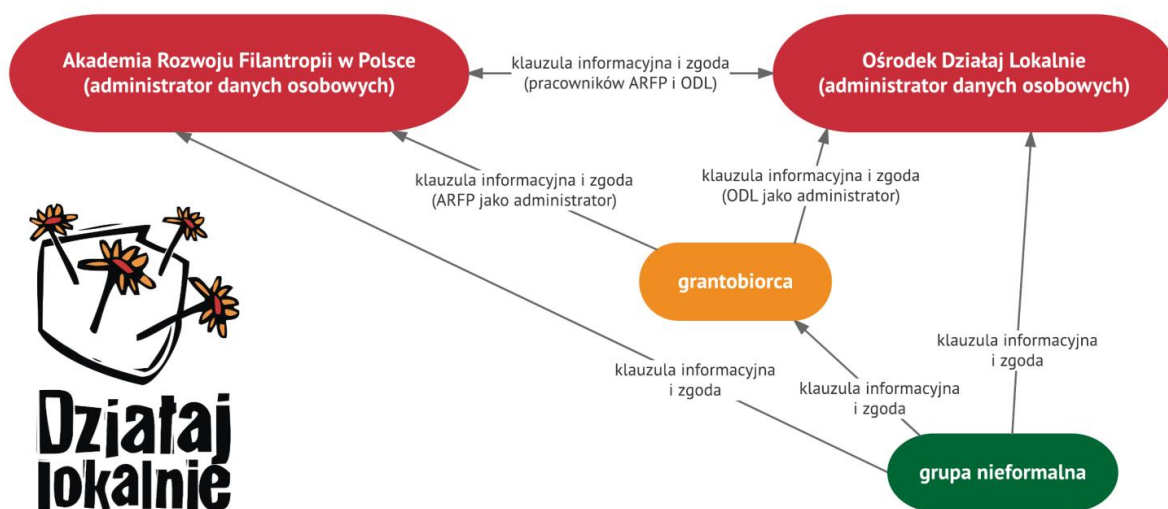 Akademia Rozwoju Filantropii w Polsce
(administrator danych osobowych)
klauzula informacyjna i zgoda
(pracowników ARFP i ODL)
Ośrodek Działaj Lokalnie
(administrator danych osobowych)
klauzula informacyjna i zgoda
(ARFP jako administrator)
klauzula informacyjna i zgoda
(ODL jako administrator)
grantobiorca
klauzula informacyjna
i zgoda
klauzula informacyjna
i zgoda
klauzula informacyjna
i zgoda
grupa nieformalna
Działaj
lokalnie